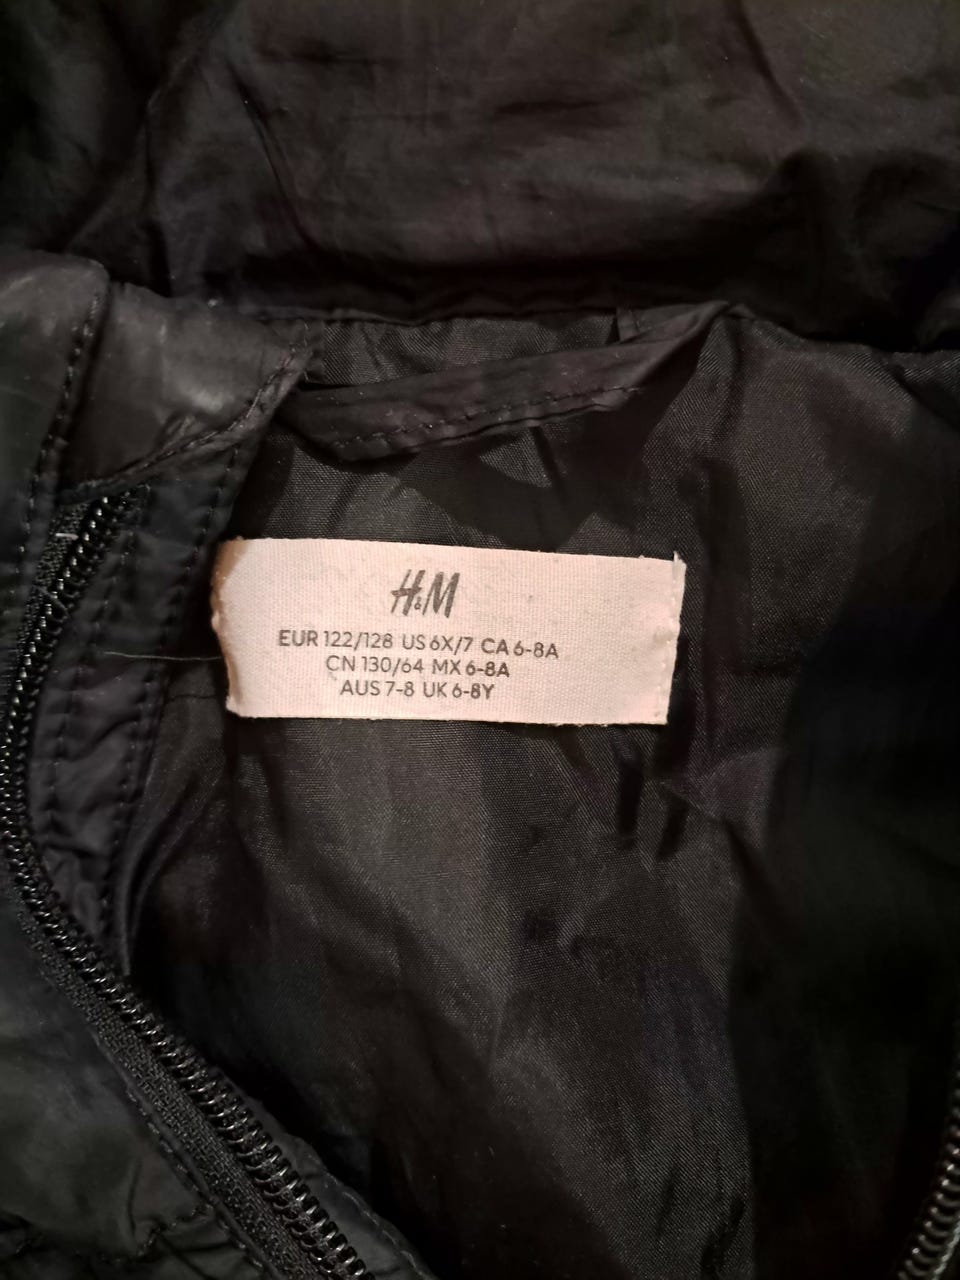 H&M
EUR 122/128 US 6X/7 CA 6-8A
CN 130/64 MX 6-8A
AUS 7-8 UK 6-8Y